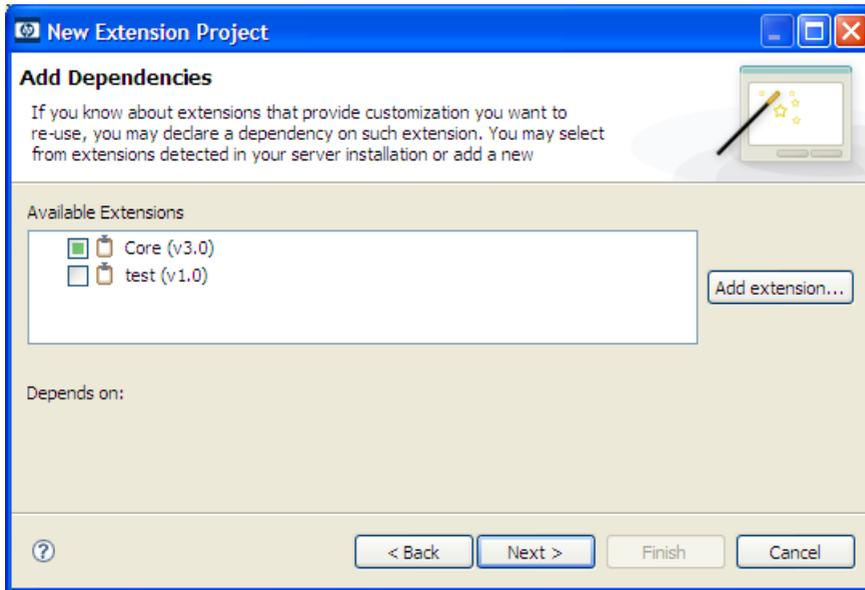 New Extension Project
Add Dependencies
If you know about extensions that provide customization you want to
re-use, you may declare a dependency on such extension. You may select
from extensions detected in your server installation or add a new
Available Extensions
Core (v3.0)
test (v1.0)
Add extension...
Depends on:
< Back
Next >
Finish
Cancel